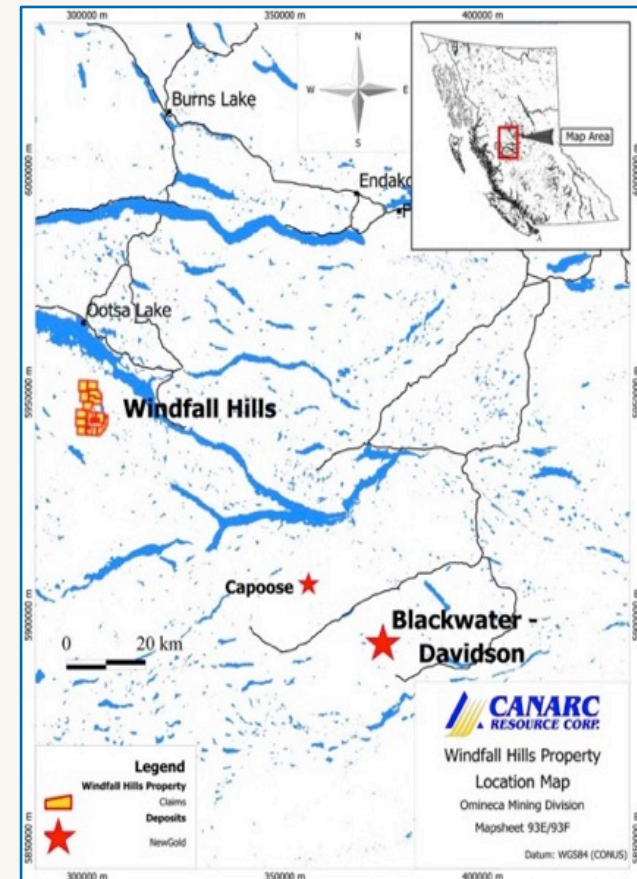 300000 m
350000 m
400000 m
N
W
E
S
Map Area
Burns Lake
Endako
6000000 m
6000000 m
Ootsa Lake
5950000 m
Windfall Hills
Capoose
5900000 m
Blackwater -
Davidson
0 20 km
CANARC
RESOURCE CORP.
Windfall Hills Property
Location Map
Omineca Mining Division
Mapsheet 93E/93F
Datum: WGS84 (CONUS)
Legend
Windfall Hills Property
Claims
Deposits
NewGold
5850000 m
300000 m
350000 m
400000 m